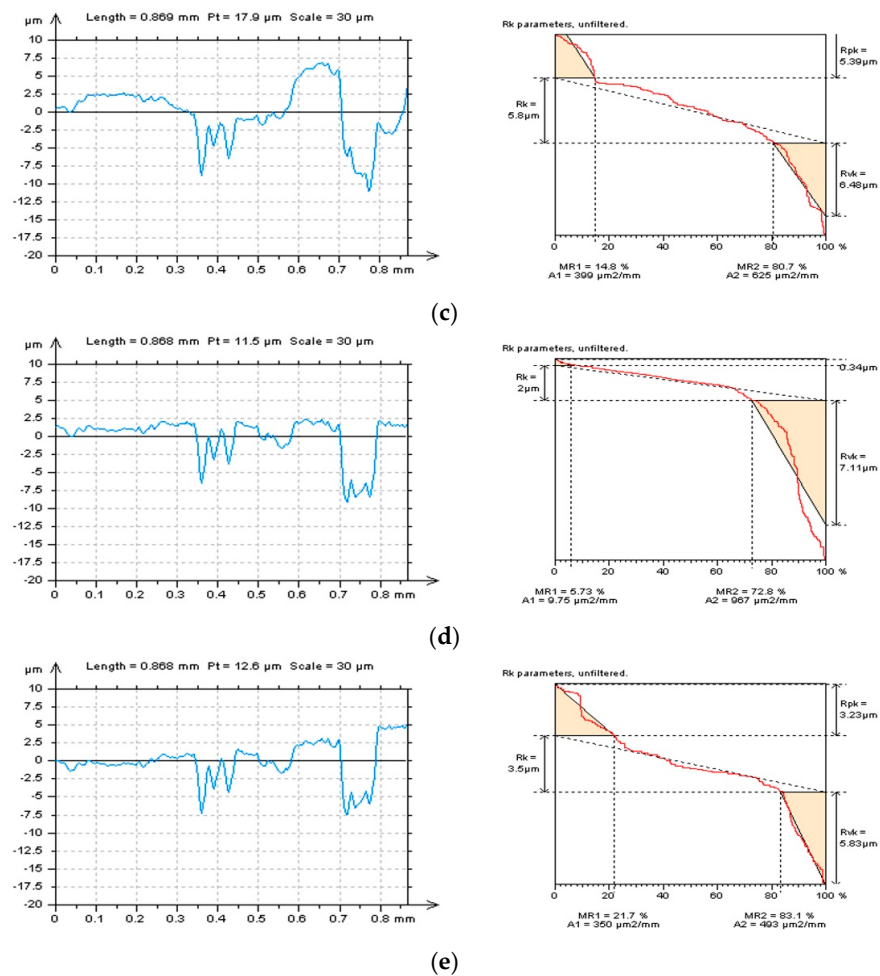 µm Length = 0.869 mm Pt = 17.9 µm Scale = 30 µm
10
7.5
5
2.5
0
-2.5
-5
-7.5
-10
-12.5
-15
-17.5
-20
0 0.1 0.2 0.3 0.4 0.5 0.6 0.7 0.8 mm
Rk parameters, unfiltered.
Rpk =
5.39µm
Rk =
5.8µm
Rvk =
6.48µm
0 20 40 60 80 100 %
MR1 = 14.8 % MR2 = 80.7 %
A1 = 399 µm2/mm A2 = 625 µm2/mm
(c)
µm Length = 0.868 mm Pt = 11.5 µm Scale = 30 µm
10
7.5
5
2.5
0
-2.5
-5
-7.5
-10
-12.5
-15
-17.5
-20
0 0.1 0.2 0.3 0.4 0.5 0.6 0.7 0.8 mm
Rk parameters, unfiltered.
0.34µm
Rk =
2µm
Rvk =
7.11µm
0 20 40 60 80 100 %
MR1 = 5.73 % MR2 = 72.8 %
A1 = 9.75 µm2/mm A2 = 967 µm2/mm
(d)
µm Length = 0.868 mm Pt = 12.6 µm Scale = 30 µm
10
7.5
5
2.5
0
-2.5
-5
-7.5
-10
-12.5
-15
-17.5
-20
0 0.1 0.2 0.3 0.4 0.5 0.6 0.7 0.8 mm
Rk parameters, unfiltered.
Rpk =
3.23µm
Rk =
3.5µm
Rvk =
5.83µm
0 20 40 60 80 100 %
MR1 = 21.7 % MR2 = 83.1 %
A1 = 350 µm2/mm A2 = 493 µm2/mm
(e)